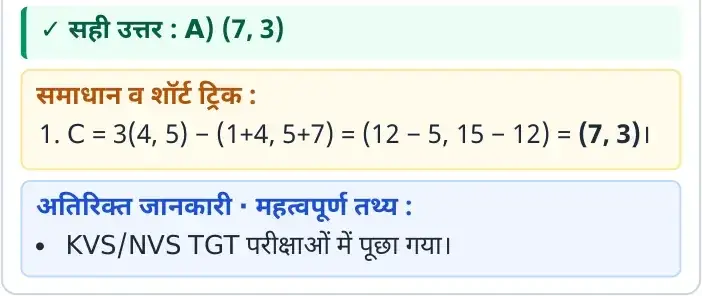 ✓ सही उत्तर : A) (7, 3)
समाधान व शॉर्ट ट्रिक :
1. C = 3(4, 5) − (1+4, 5+7) = (12 − 5, 15 − 12) = (7, 3)।
अतिरिक्त जानकारी · महत्वपूर्ण तथ्य :
• KVS/NVS TGT परीक्षाओं में पूछा गया।